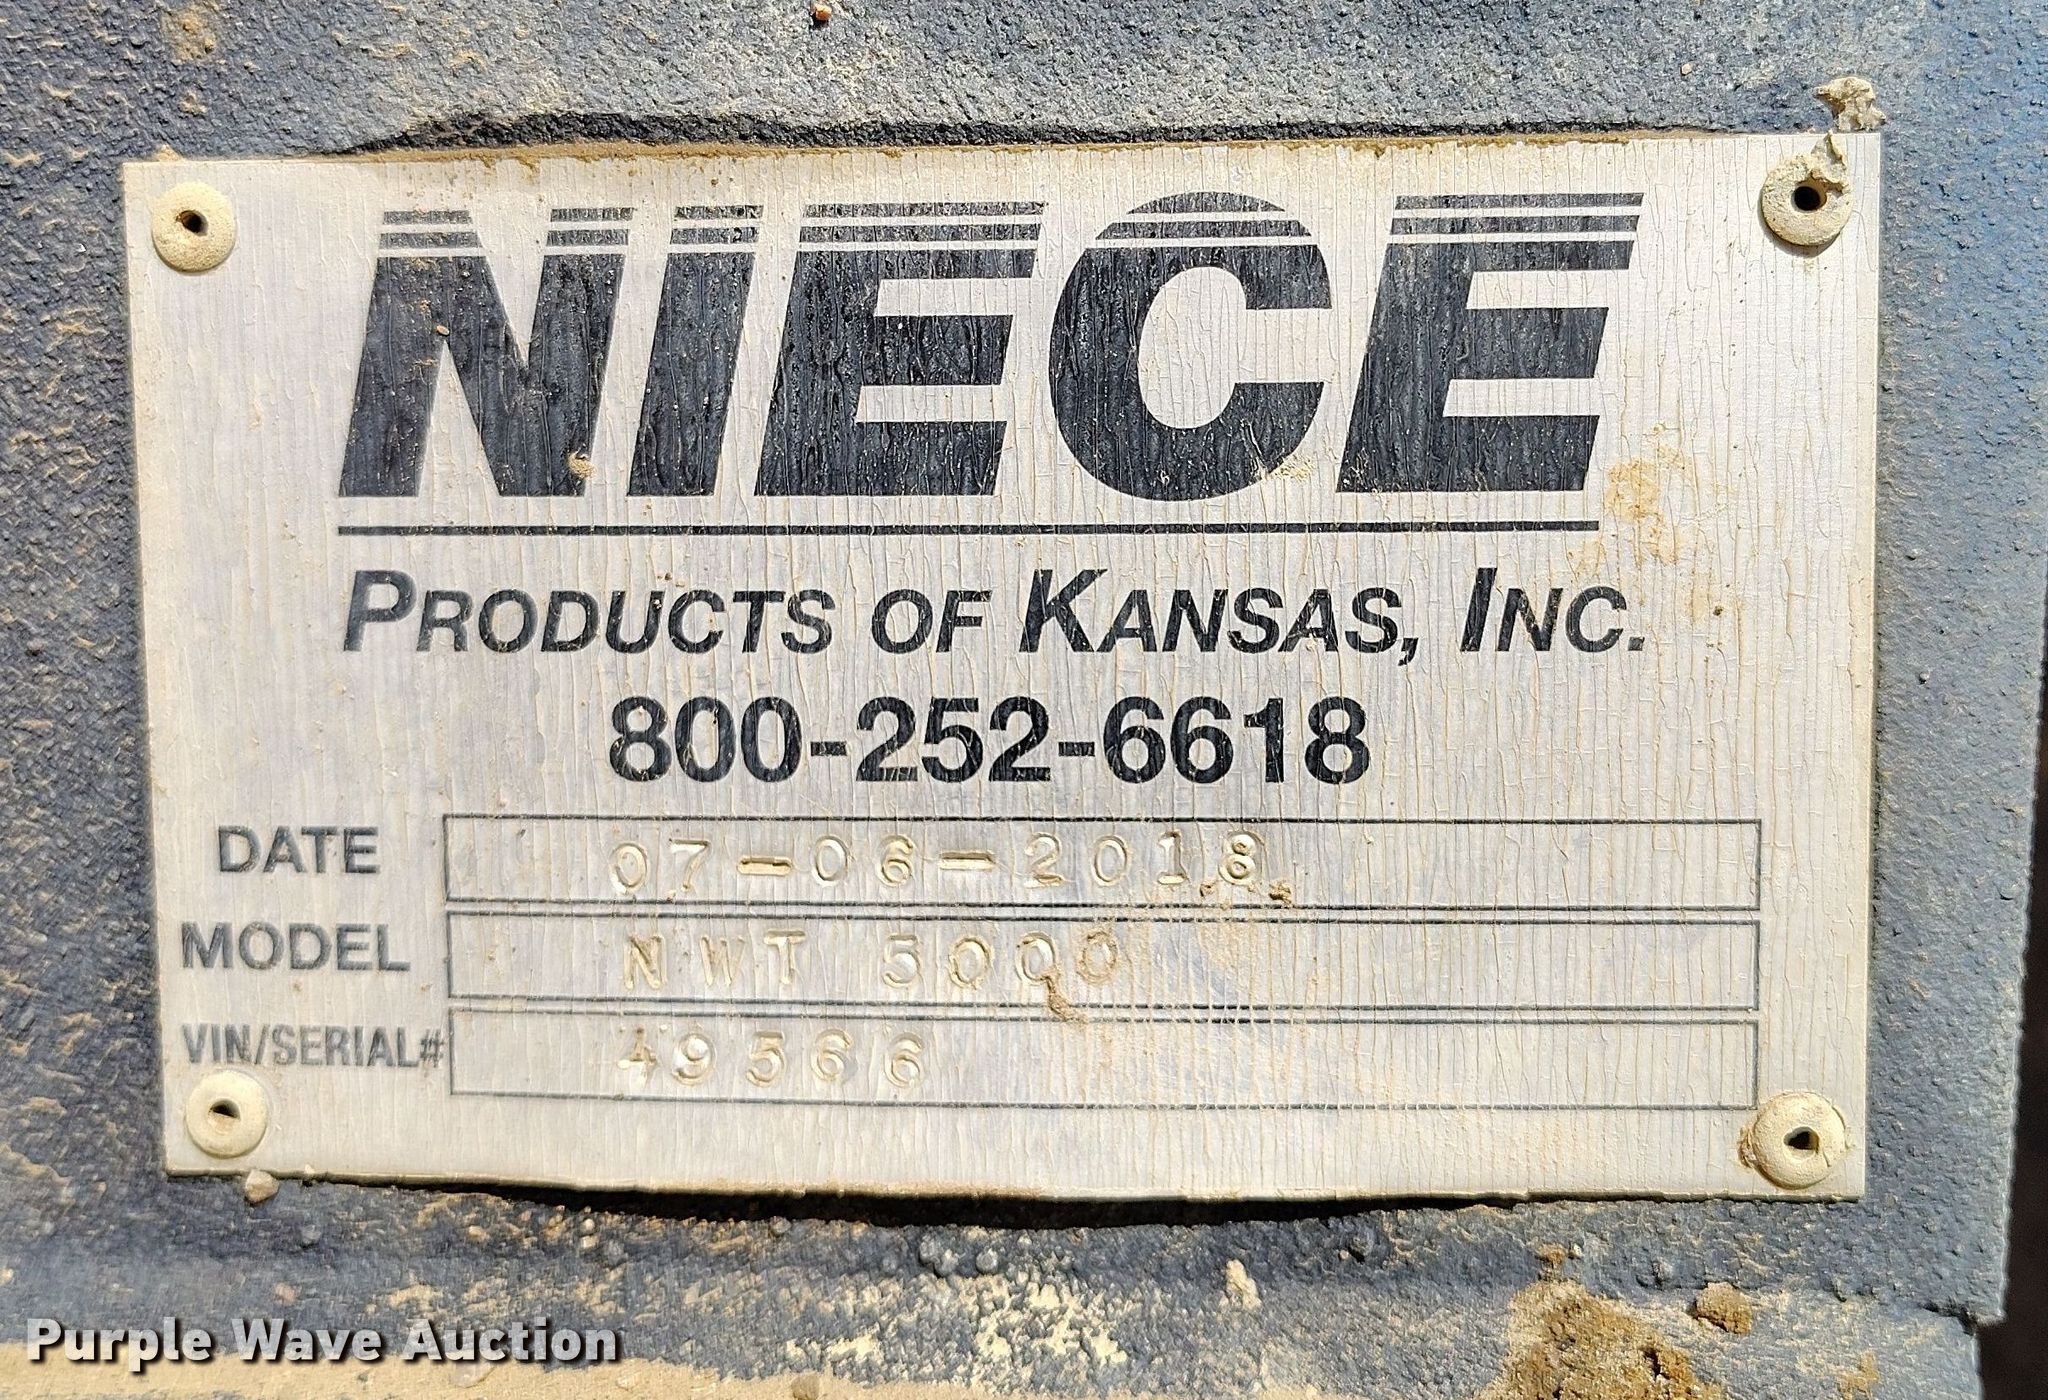 NIECE
PRODUCTS OF KANSAS, INC.
800-252-6618
DATE 07-06-2018
MODEL NWT 5000
VIN/SERIAL# 49566
Purple Wave Auction